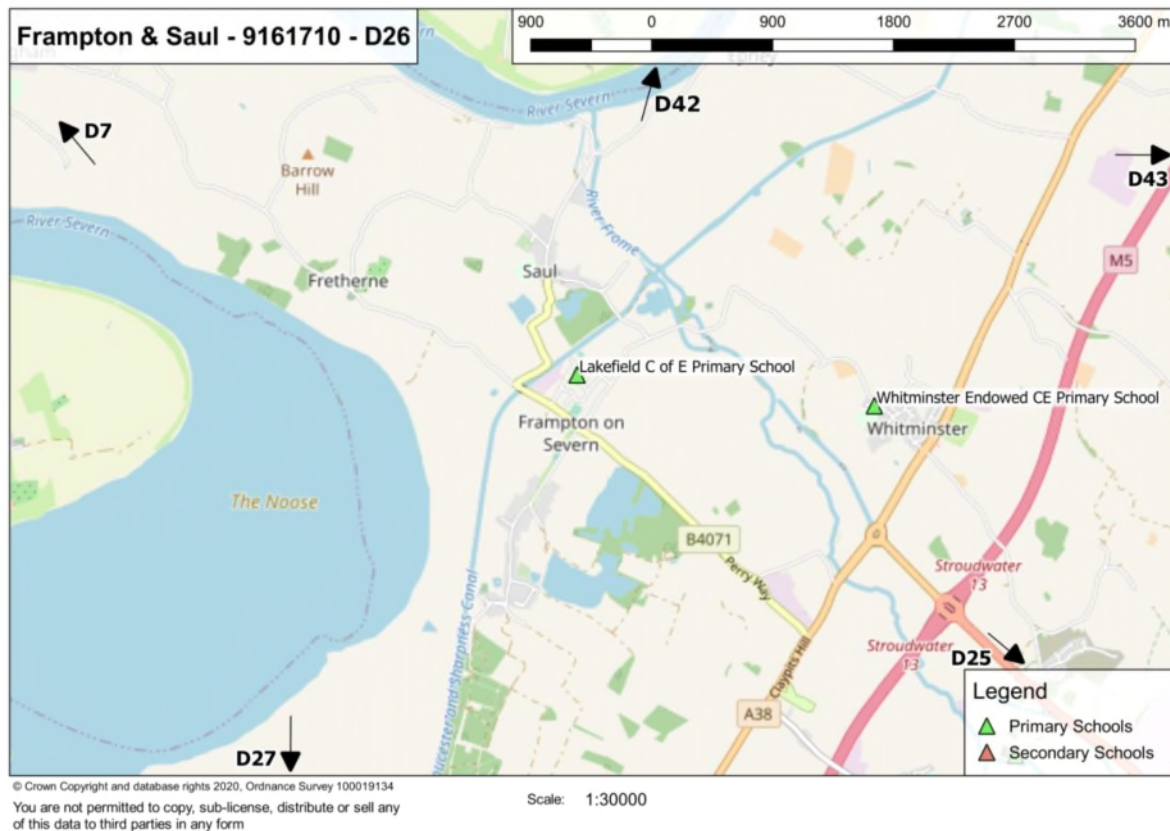 Frampton & Saul - 9161710 - D26
900 0 900 1800 2700 3600 m
River Severn
D42
D7
D43
Barrow
Hill
River Severn
River Frome
M5
Saul
Fretherne
Lakefield C of E Primary School
Whitminster Endowed CE Primary School
Frampton on
Severn
Whitminster
The Noose
B4071
Perry Way
Stroudwater
13
Stroudwater
13
D25
Claypits Hill
A38
and Sharpness Canal
D27
Legend
Primary Schools
Secondary Schools
© Crown Copyright and database rights 2020, Ordnance Survey 100019134
You are not permitted to copy, sub-license, distribute or sell any
of this data to third parties in any form
Scale: 1:30000